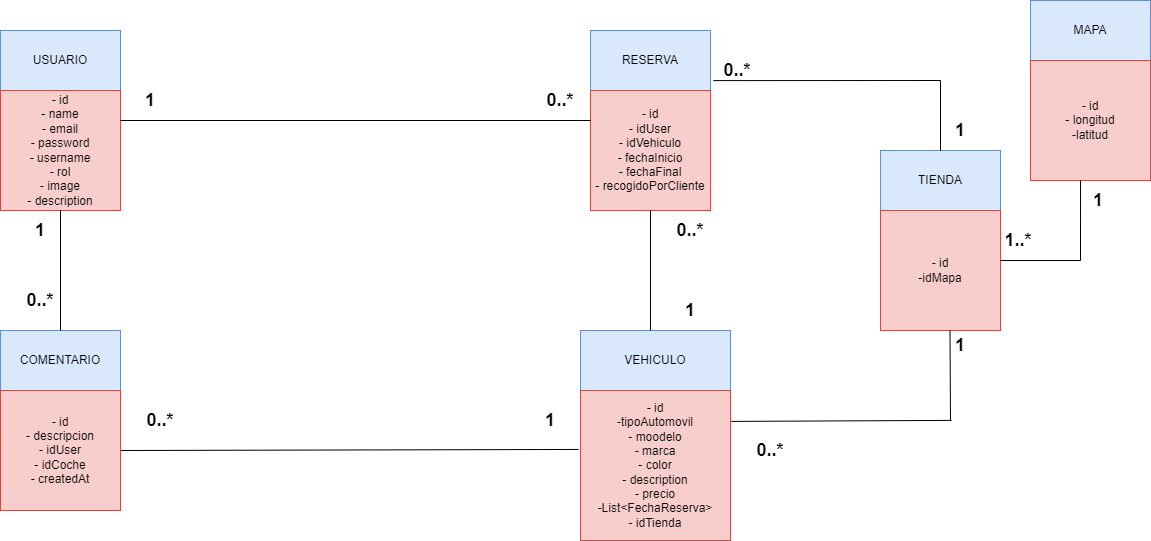 USUARIO
- id
- name
- email
- password
- username
- rol
- image
- description
1
0..*
RESERVA
- id
- idUser
- idVehiculo
- fechaInicio
- fechaFinal
- recogidoPorCliente
0..*
1
MAPA
- id
- longitud
-latitud
1
1..*
TIENDA
- id
-idMapa
1
0..*
0..*
1
1
0..*
COMENTARIO
- id
- descripcion
- idUser
- idCoche
- createdAt
0..*
1
VEHICULO
- id
-tipoAutomovil
- moodelo
- marca
- color
- description
- precio
-List<FechaReserva>
- idTienda